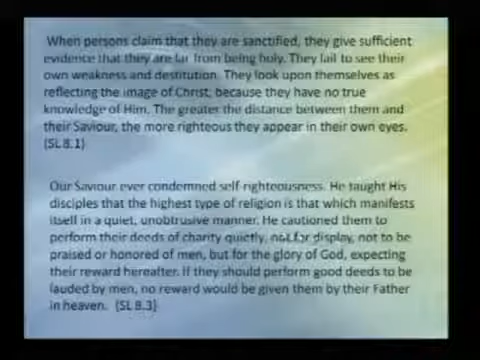 When persons claim that they are sanctified, they give sufficient
evidence that they are far from being holy. They fail to see their
own weakness and destitution. They look upon themselves as
reflecting the image of Christ, because they have no true
knowledge of Him. The greater the distance between them and
their Saviour, the more righteous they appear in their own eyes.
{SL 8.1}
Our Saviour ever condemned self-righteousness. He taught His
disciples that the highest type of religion is that which manifests
itself in a quiet, unobtrusive manner. He cautioned them to
perform their deeds of charity quietly, not for display, not to be
praised or honored of men, but for the glory of God, expecting
their reward hereafter. If they should perform good deeds to be
lauded by men, no reward would be given them by their Father
in heaven. {SL 8.3}